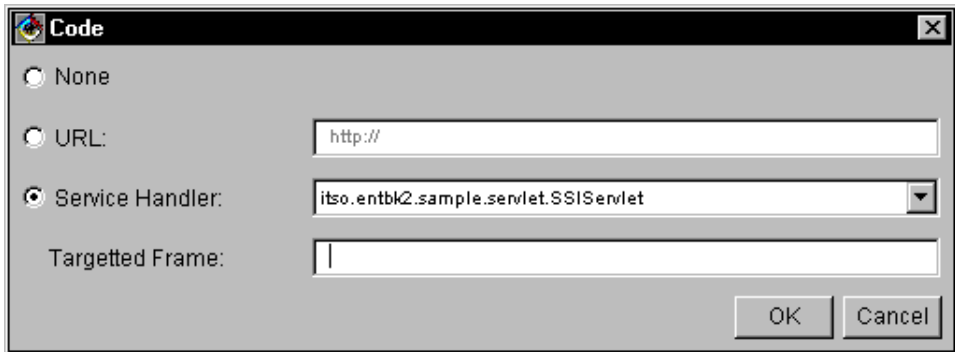 Code
None
URL: http://
Service Handler: itso.entbk2.sample.servlet.SSIServlet
Targetted Frame:
OK Cancel